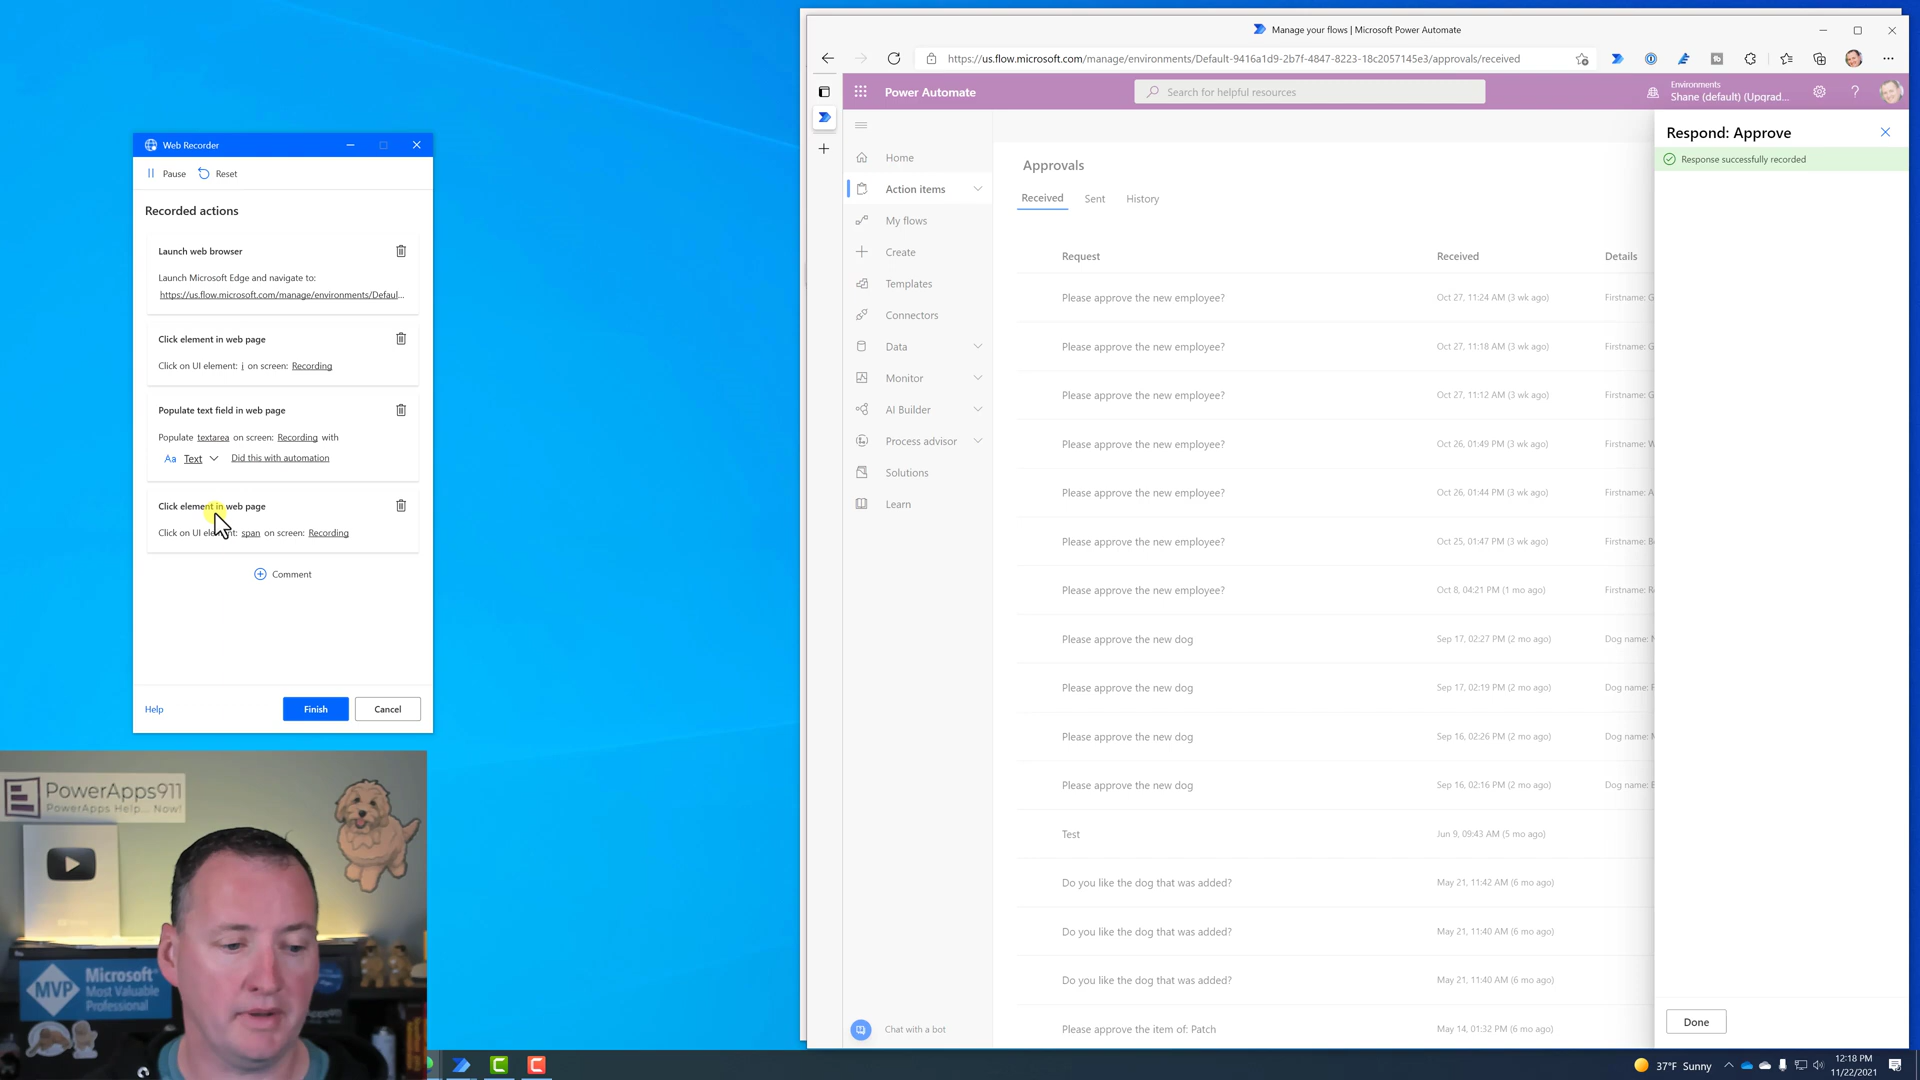 Web Recorder
Pause
Reset
Recorded actions
Launch web browser
Launch Microsoft Edge and navigate to:
https://us.flow.microsoft.com/manage/environments/Defaul...
Click element in web page
Click on UI element: i on screen: Recording
Populate text field in web page
Populate textarea on screen: Recording with
Aa Text Did this with automation
Click element in web page
Click on UI element: span on screen: Recording
Comment
Help
Finish
Cancel
PowerApps911
PowerApps Help... Now!
MVP
Microsoft
Most Valuable
Professional
Manage your flows | Microsoft Power Automate
https://us.flow.microsoft.com/manage/environments/Default-9416a1d9-2b7f-4847-8223-18c2057145e3/approvals/received
Power Automate
Search for helpful resources
Environments
Shane (default) (Upgrad...
?
Home
Action items
My flows
Create
Templates
Connectors
Data
Monitor
AI Builder
Process advisor
Solutions
Learn
Chat with a bot
Approvals
Received Sent History
Request Received Details
Please approve the new employee? Oct 27, 11:24 AM (3 wk ago) Firstname: G
Please approve the new employee? Oct 27, 11:18 AM (3 wk ago) Firstname: G
Please approve the new employee? Oct 27, 11:12 AM (3 wk ago) Firstname: G
Please approve the new employee? Oct 26, 01:49 PM (3 wk ago) Firstname: W
Please approve the new employee? Oct 26, 01:44 PM (3 wk ago) Firstname: A
Please approve the new employee? Oct 25, 01:47 PM (3 wk ago) Firstname: B
Please approve the new employee? Oct 8, 04:21 PM (1 mo ago) Firstname: R
Please approve the new dog Sep 17, 02:27 PM (2 mo ago) Dog name:
Please approve the new dog Sep 17, 02:19 PM (2 mo ago) Dog name:
Please approve the new dog Sep 16, 02:26 PM (2 mo ago) Dog name:
Please approve the new dog Sep 16, 02:16 PM (2 mo ago) Dog name:
Test Jun 9, 09:43 AM (5 mo ago)
Do you like the dog that was added? May 21, 11:42 AM (6 mo ago)
Do you like the dog that was added? May 21, 11:40 AM (6 mo ago)
Do you like the dog that was added? May 21, 11:40 AM (6 mo ago)
Please approve the item of: Patch May 14, 01:32 PM (6 mo ago)
Respond: Approve
Response successfully recorded
Done
37°F Sunny
12:18 PM
11/22/2021